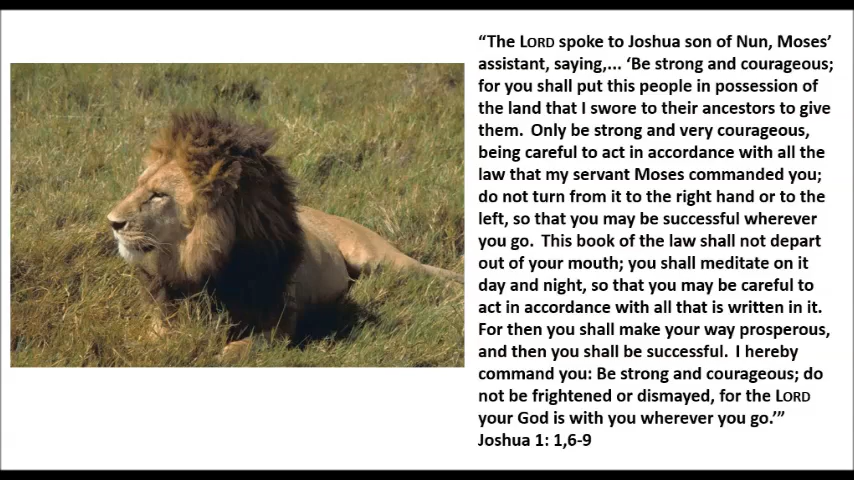 “The LORD spoke to Joshua son of Nun, Moses’
assistant, saying,... ‘Be strong and courageous;
for you shall put this people in possession of
the land that I swore to their ancestors to give
them.  Only be strong and very courageous,
being careful to act in accordance with all the
law that my servant Moses commanded you;
do not turn from it to the right hand or to the
left, so that you may be successful wherever
you go.  This book of the law shall not depart
out of your mouth; you shall meditate on it
day and night, so that you may be careful to
act in accordance with all that is written in it.
For then you shall make your way prosperous,
and then you shall be successful.  I hereby
command you: Be strong and courageous; do
not be frightened or dismayed, for the LORD
your God is with you wherever you go.’”
Joshua 1: 1,6-9